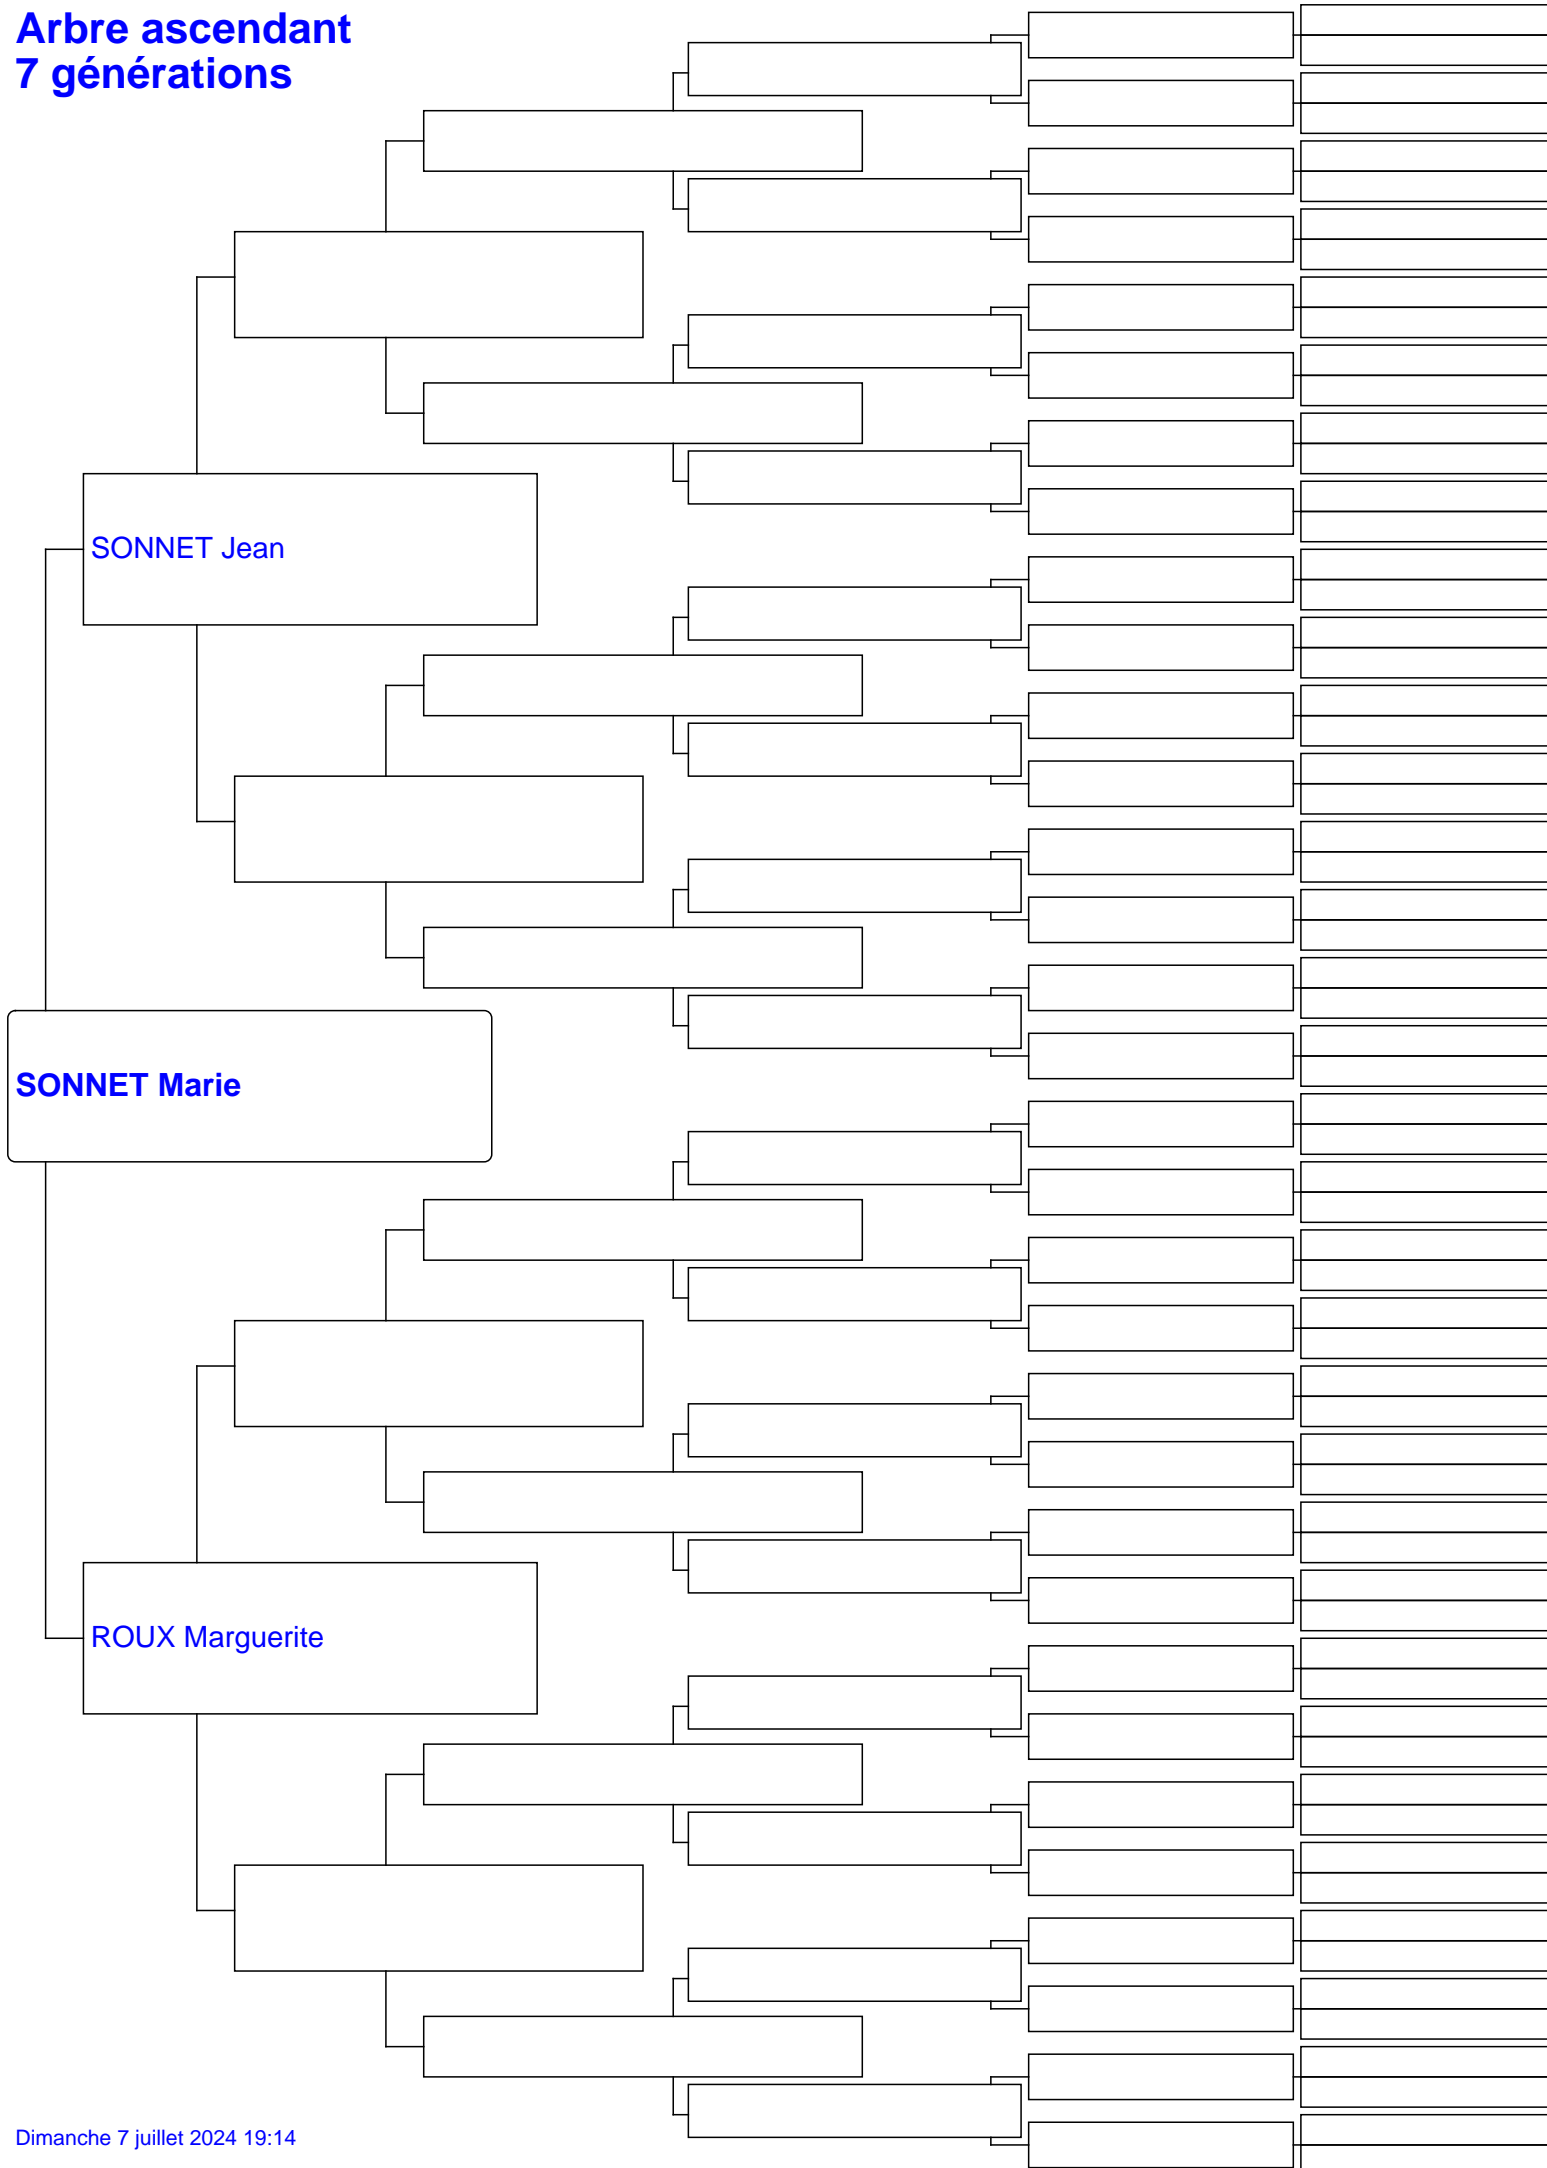 Arbre ascendant
7 générations
SONNET Jean
SONNET Marie
ROUX Marguerite
Dimanche 7 juillet 2024 19:14